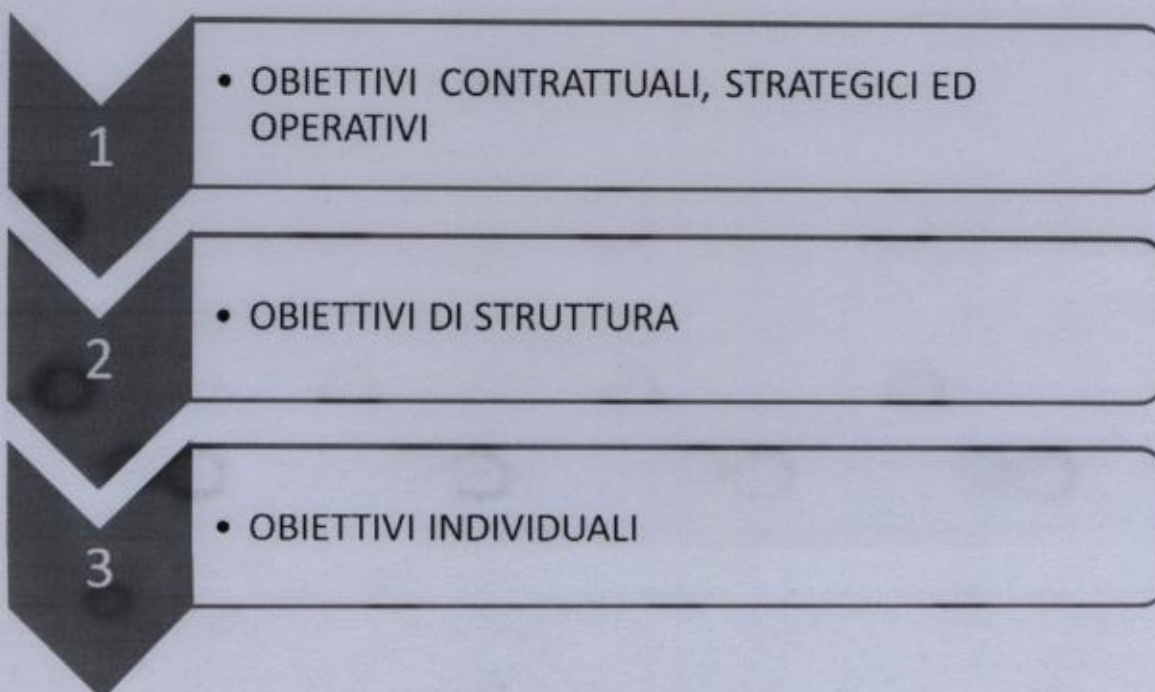 1
• OBIETTIVI CONTRATTUALI, STRATEGICI ED
OPERATIVI
2
• OBIETTIVI DI STRUTTURA
3
• OBIETTIVI INDIVIDUALI